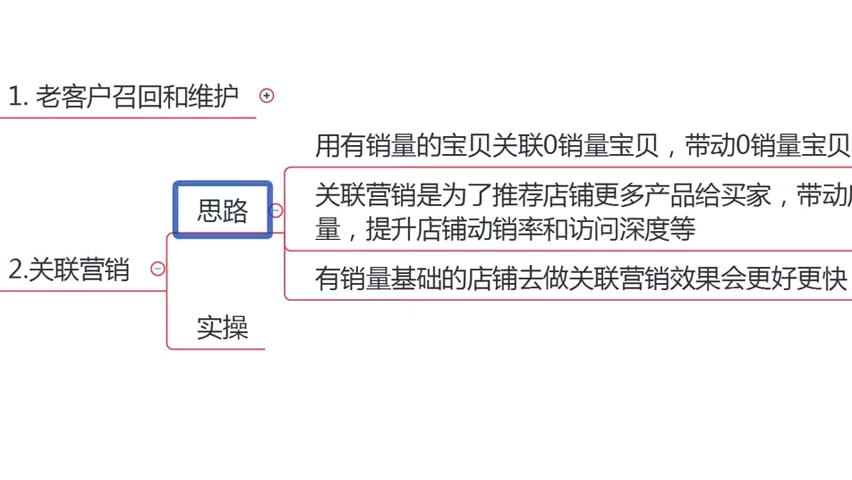 1. 老客户召回和维护
用有销量的宝贝关联0销量宝贝，带动0销量宝贝
思路
关联营销是为了推荐店铺更多产品给买家，带动
量，提升店铺动销率和访问深度等
2.关联营销
有销量基础的店铺去做关联营销效果会更好更快
实操